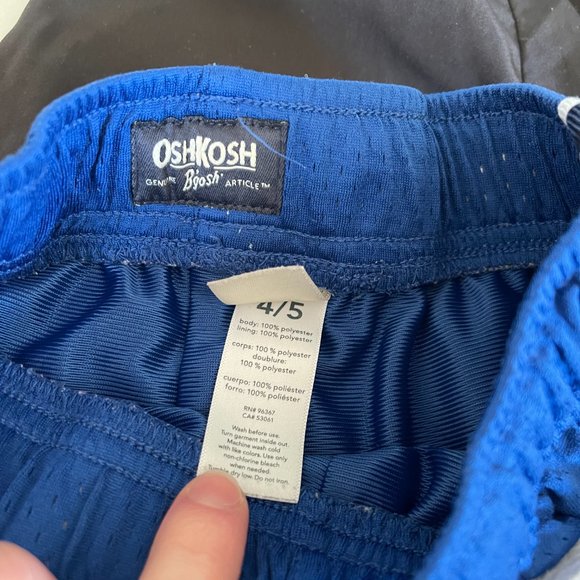 OSHKOSH
GENUINE B'gosh ARTICLE™
4/5
body: 100% polyester
lining: 100% polyester
corps: 100 % polyester
doublure:
100 % polyester
cuerpo: 100% poliéster
forro: 100% poliéster
RN# 96367
CA# 53061
Wash before use.
Turn garment inside out.
Machine wash cold
with like colors. Use only
non-chlorine bleach
when needed.
Tumble dry low. Do not iron.